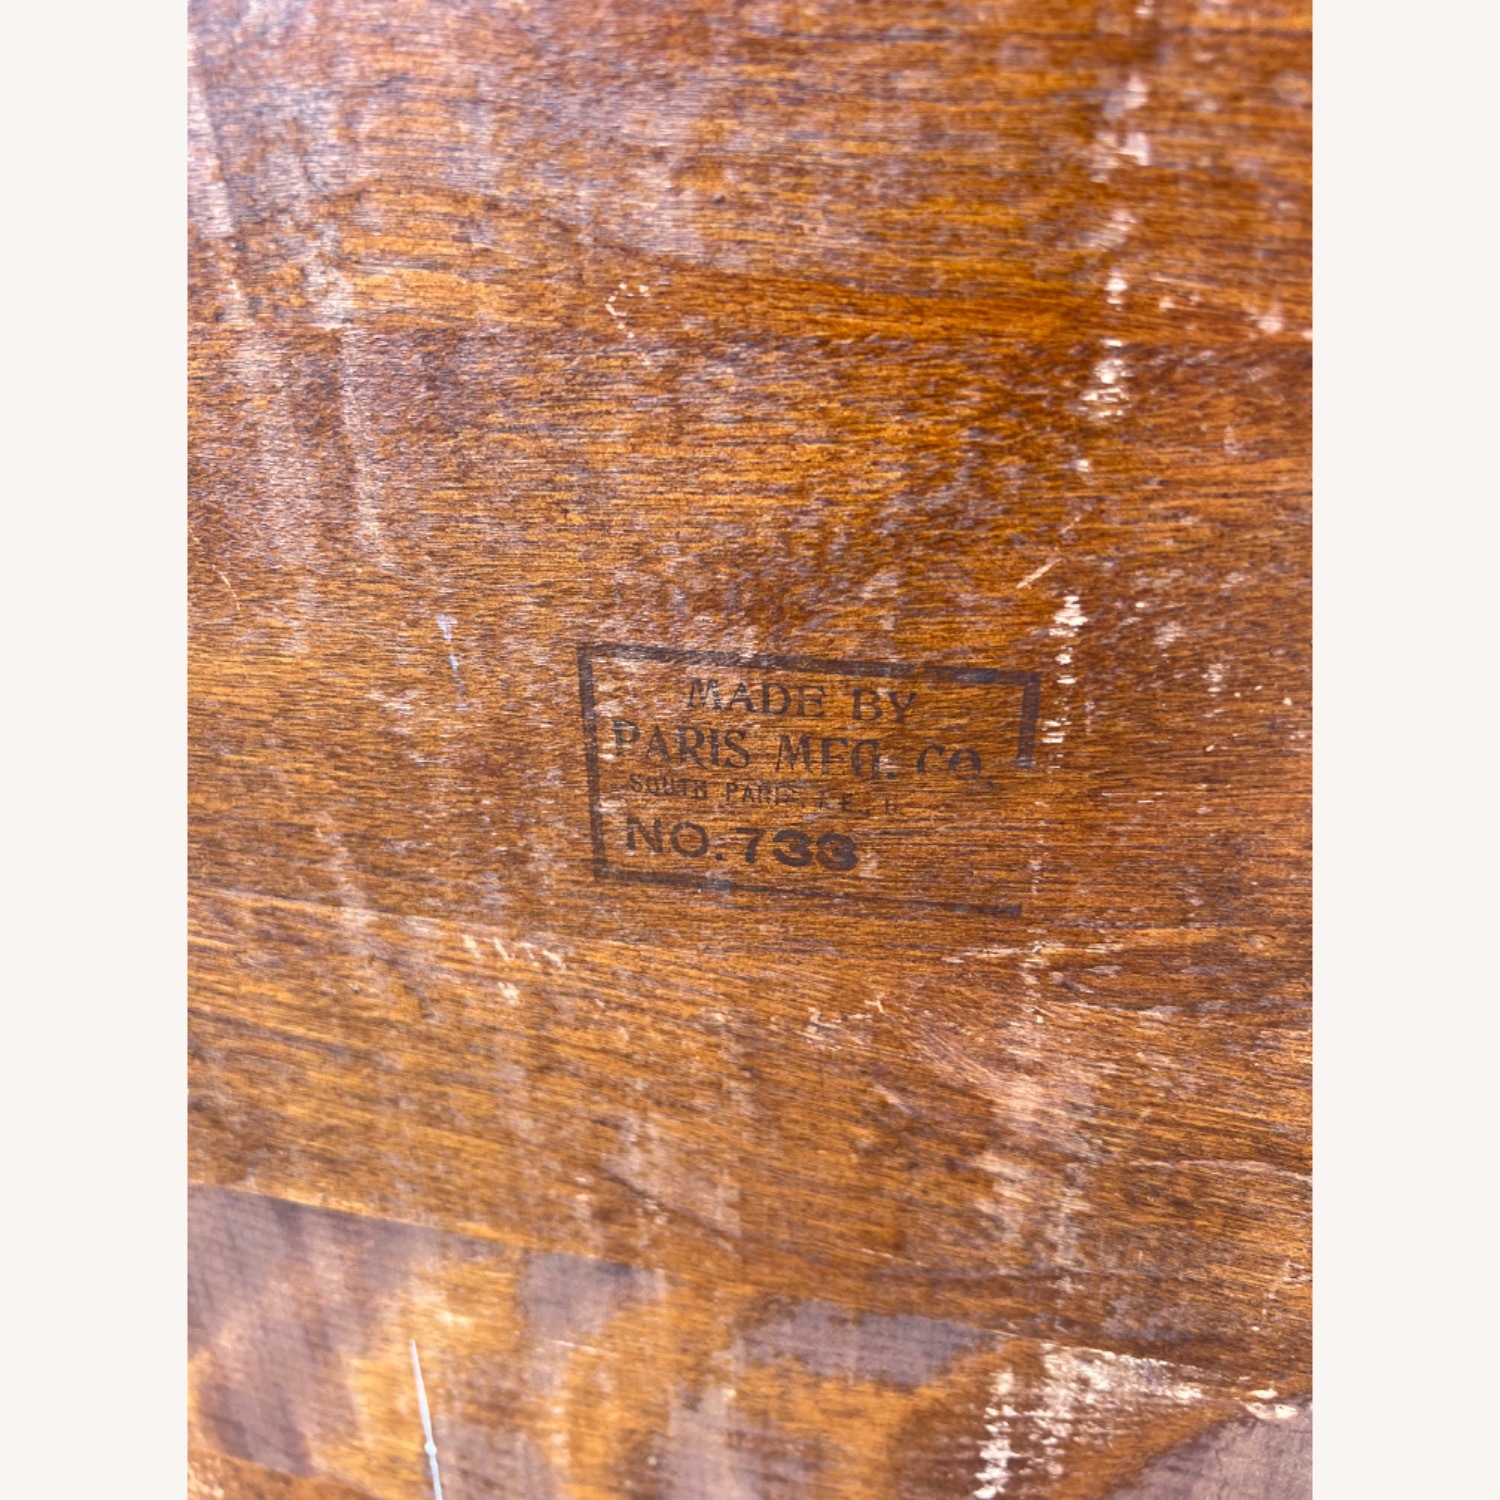 MADE BY
PARIS MFG. CO.
SOUTH PARIS,
NO. 733